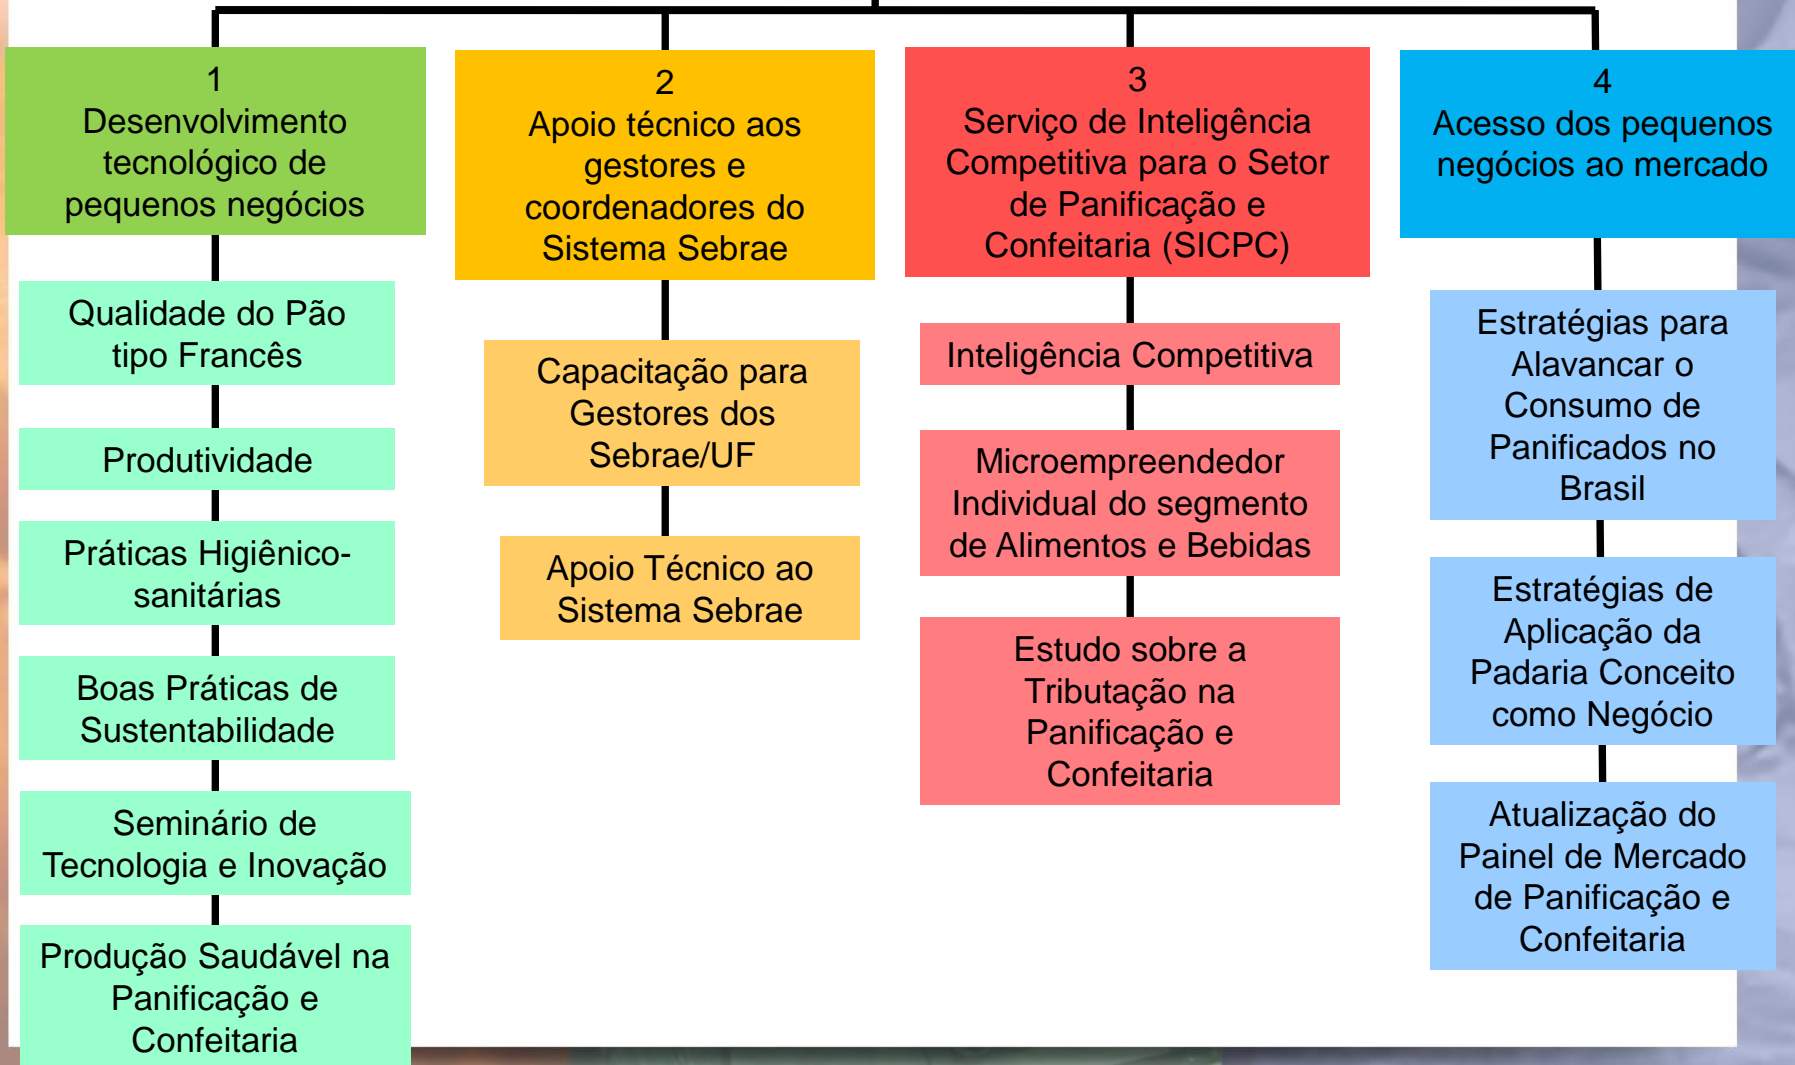 1
Desenvolvimento
tecnológico de
pequenos negócios
Qualidade do Pão
tipo Francês
Produtividade
Práticas Higiênico-
sanitárias
Boas Práticas de
Sustentabilidade
Seminário de
Tecnologia e Inovação
Produção Saudável na
Panificação e
Confeitaria
2
Apoio técnico aos
gestores e
coordenadores do
Sistema Sebrae
Capacitação para
Gestores dos
Sebrae/UF
Apoio Técnico ao
Sistema Sebrae
3
Serviço de Inteligência
Competitiva para o Setor
de Panificação e
Confeitaria (SICPC)
Inteligência Competitiva
Microempreendedor
Individual do segmento
de Alimentos e Bebidas
Estudo sobre a
Tributação na
Panificação e
Confeitaria
4
Acesso dos pequenos
negócios ao mercado
Estratégias para
Alavancar o
Consumo de
Panificados no
Brasil
Estratégias de
Aplicação da
Padaria Conceito
como Negócio
Atualização do
Painel de Mercado
de Panificação e
Confeitaria